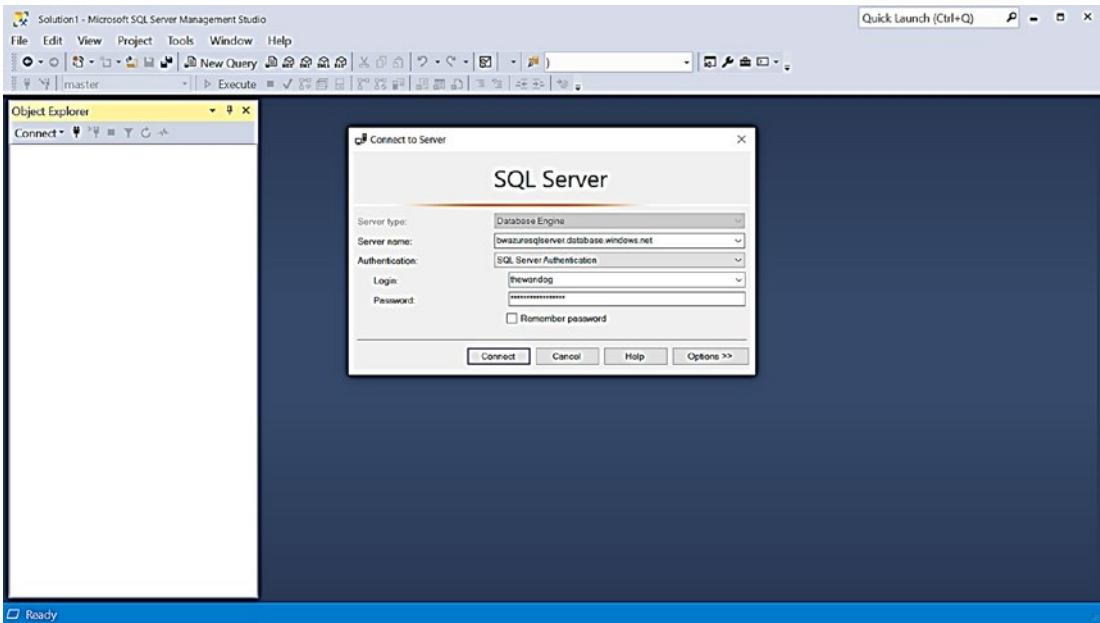 Solution1 - Microsoft SQL Server Management Studio
Quick Launch (Ctrl+Q)
File Edit View Project Tools Window Help
New Query
master
Execute
Object Explorer
Connect
Connect to Server
SQL Server
Server type: Database Engine
Server name: bwazuresqlserver.database.windows.net
Authentication: SQL Server Authentication
Login: thewandog
Password: *****************
Remember password
Connect Cancel Help Options >>
Ready